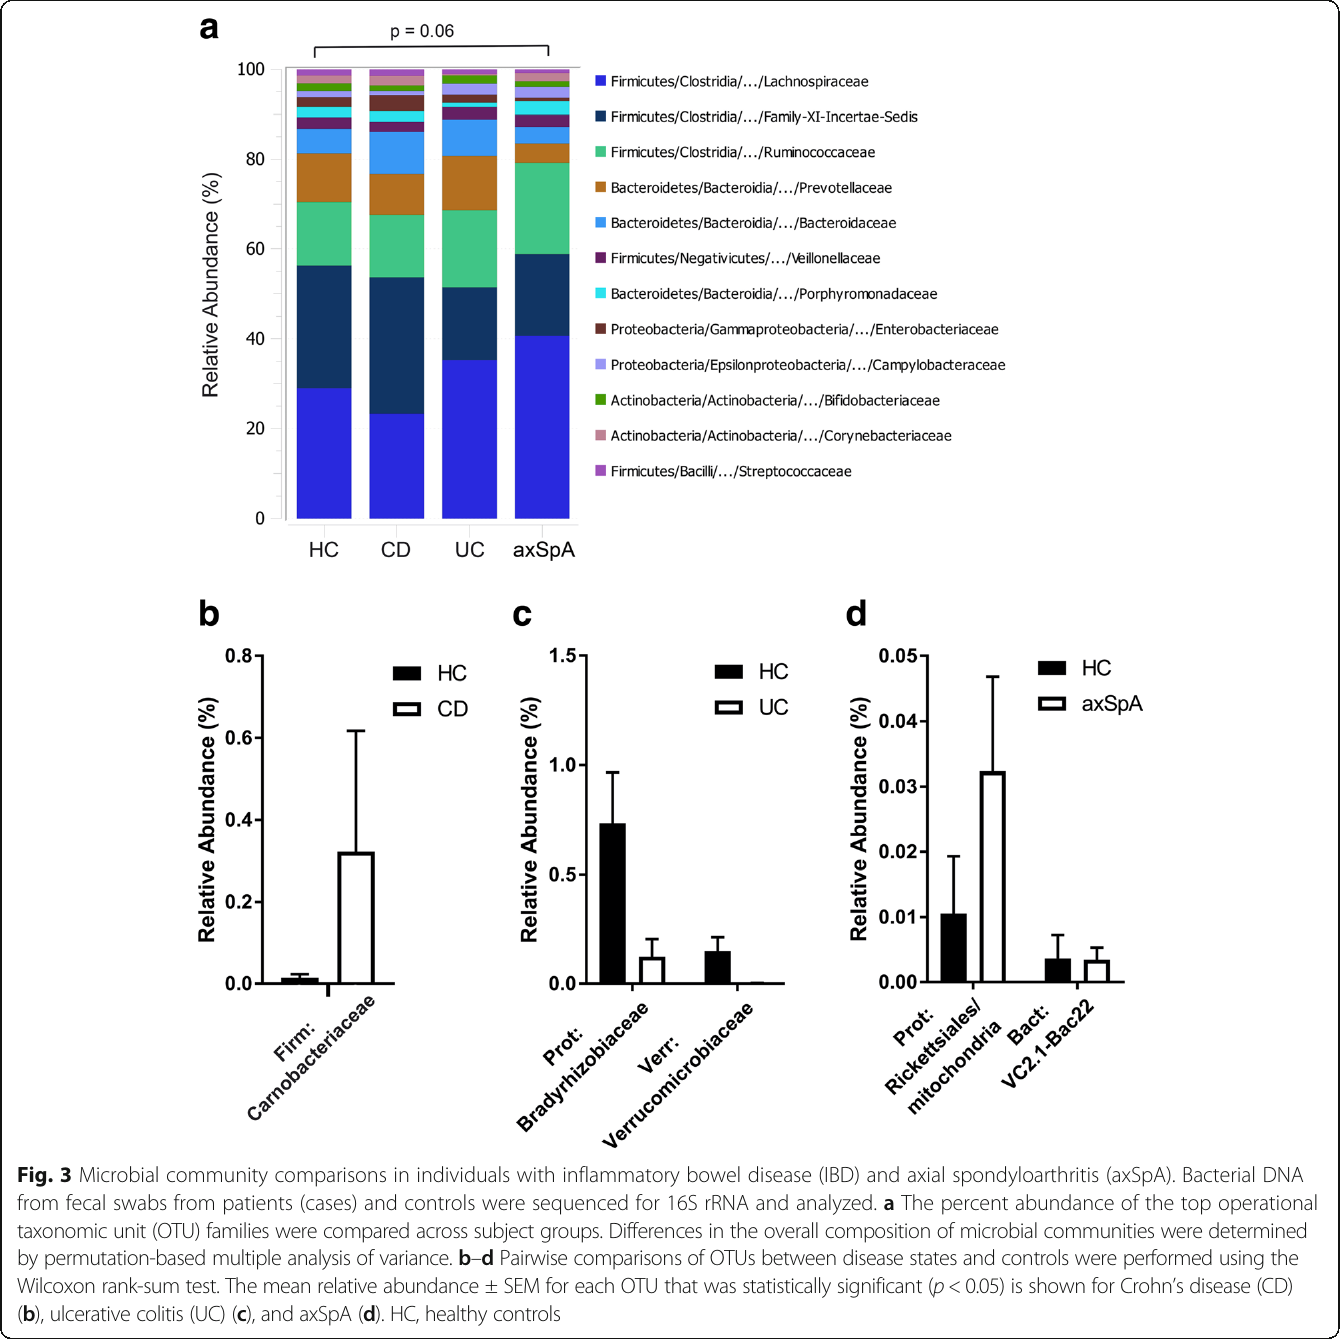 a
p = 0.06
Relative Abundance (%)
100
80
60
40
20
0
HC CD UC axSpA
Firmicutes/Clostridia/.../Lachnospiraceae
Firmicutes/Clostridia/.../Family-XI-Incertae-Sedis
Firmicutes/Clostridia/.../Ruminococcaceae
Bacteroidetes/Bacteroidia/.../Prevotellaceae
Bacteroidetes/Bacteroidia/.../Bacteroidaceae
Firmicutes/Negativicutes/.../Veillonellaceae
Bacteroidetes/Bacteroidia/.../Porphyromonadaceae
Proteobacteria/Gammaproteobacteria/.../Enterobacteriaceae
Proteobacteria/Epsilonproteobacteria/.../Campylobacteraceae
Actinobacteria/Actinobacteria/.../Bifidobacteriaceae
Actinobacteria/Actinobacteria/.../Corynebacteriaceae
Firmicutes/Bacilli/.../Streptococcaceae
b
Relative Abundance (%)
0.8
0.6
0.4
0.2
0.0
HC
CD
Firm:
Carnobacteriaceae
c
Relative Abundance (%)
1.5
1.0
0.5
0.0
HC
UC
Prot:
Bradyrhizobiaceae
Verr:
Verrucomicrobiaceae
d
Relative Abundance (%)
0.05
0.04
0.03
0.02
0.01
0.00
HC
axSpA
Prot:
Rickettsiales/
mitochondria
Bact:
VC2.1-Bac22
Fig. 3 Microbial community comparisons in individuals with inflammatory bowel disease (IBD) and axial spondyloarthritis (axSpA). Bacterial DNA
from fecal swabs from patients (cases) and controls were sequenced for 16S rRNA and analyzed. a The percent abundance of the top operational
taxonomic unit (OTU) families were compared across subject groups. Differences in the overall composition of microbial communities were determined
by permutation-based multiple analysis of variance. b–d Pairwise comparisons of OTUs between disease states and controls were performed using the
Wilcoxon rank-sum test. The mean relative abundance ± SEM for each OTU that was statistically significant (p < 0.05) is shown for Crohn's disease (CD)
(b), ulcerative colitis (UC) (c), and axSpA (d). HC, healthy controls